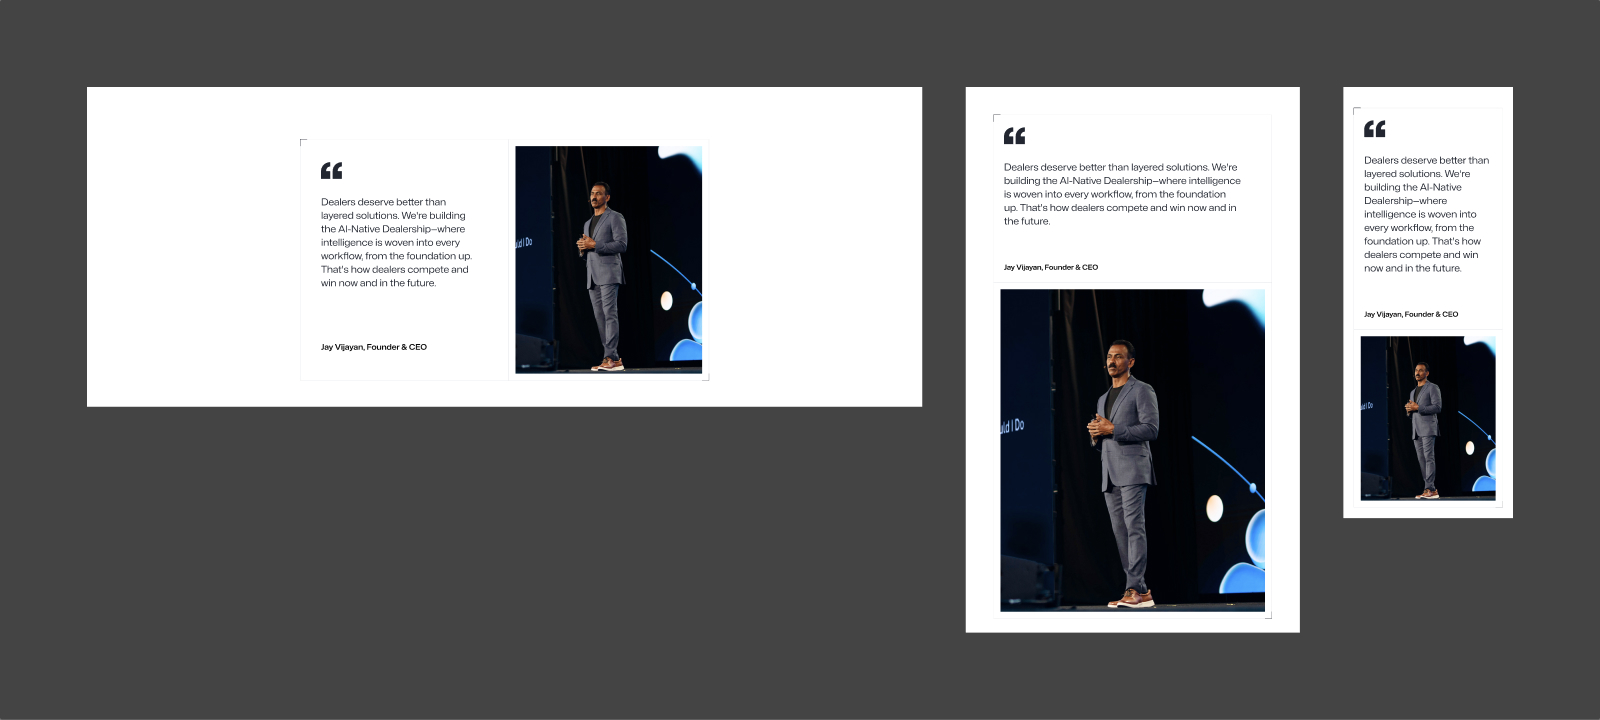 ❝
Dealers deserve better than
layered solutions. We're building
the AI-Native Dealership—where
intelligence is woven into every
workflow, from the foundation up.
That's how dealers compete and
win now and in the future.
Jay Vijayan, Founder & CEO
uld I Do
❝
Dealers deserve better than layered solutions. We're
building the AI-Native Dealership—where intelligence
is woven into every workflow, from the foundation
up. That's how dealers compete and win now and in
the future.
Jay Vijayan, Founder & CEO
uld I Do
❝
Dealers deserve better than
layered solutions. We're
building the AI-Native
Dealership—where
intelligence is woven into
every workflow, from the
foundation up. That's how
dealers compete and win
now and in the future.
Jay Vijayan, Founder & CEO
uld I Do